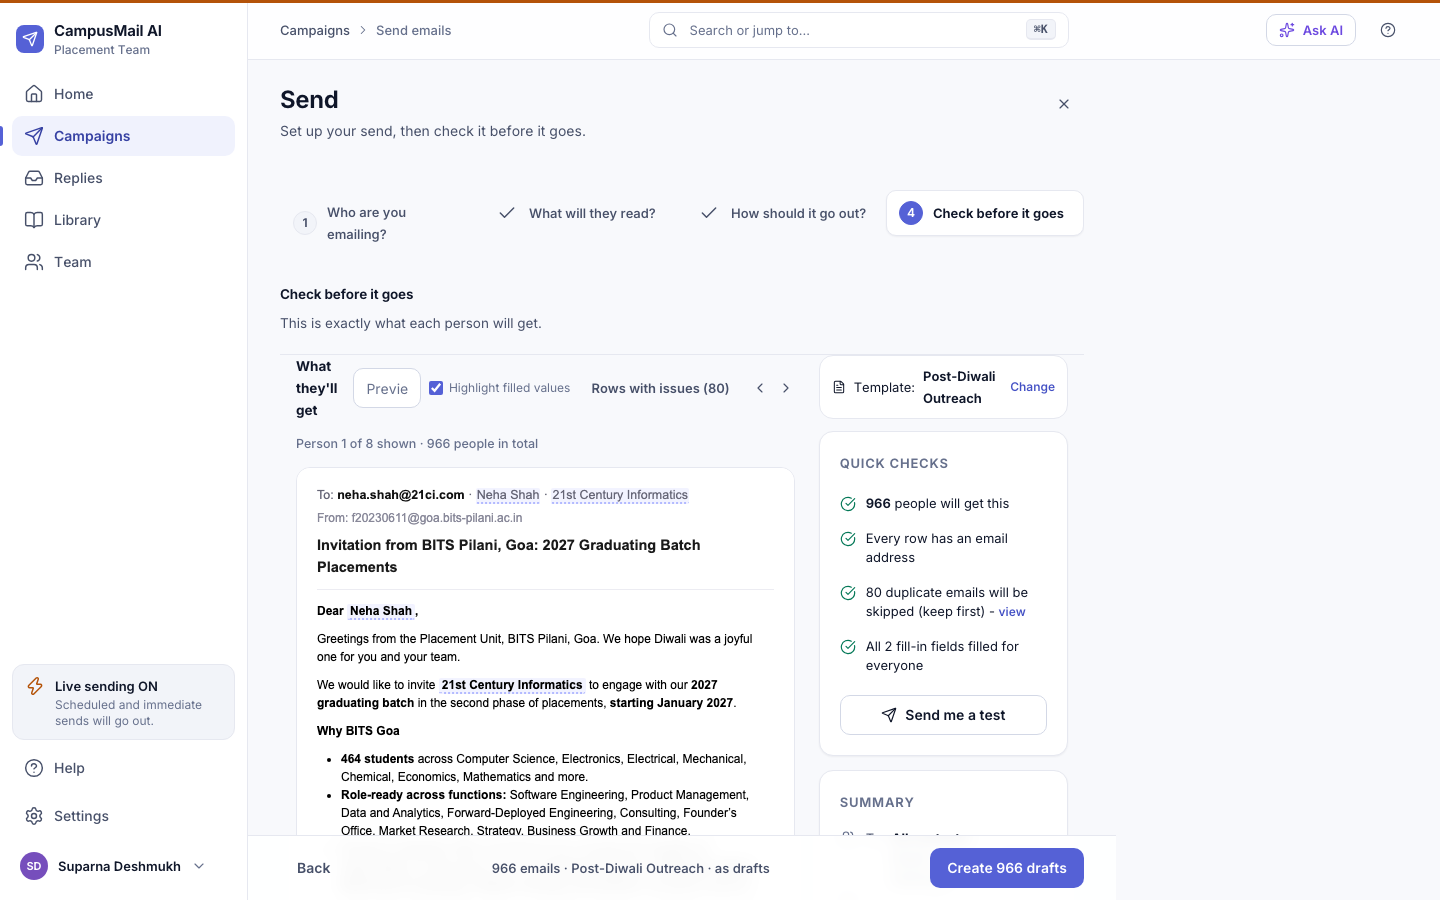 CampusMail AI
Placement Team
Home
Campaigns
Replies
Library
Team
Live sending ON
Scheduled and immediate
sends will go out.
Help
Settings
SD Suparna Deshmukh
Campaigns > Send emails
Search or jump to...
⌘K
Ask AI
Send
Set up your send, then check it before it goes.
1 Who are you
emailing?
What will they read?
How should it go out?
4 Check before it goes
Check before it goes
This is exactly what each person will get.
What
they'll
get
Previe
Highlight filled values
Rows with issues (80)
Person 1 of 8 shown · 966 people in total
To: neha.shah@21ci.com · Neha Shah · 21st Century Informatics
From: f20230611@goa.bits-pilani.ac.in
Invitation from BITS Pilani, Goa: 2027 Graduating Batch
Placements
Dear Neha Shah,
Greetings from the Placement Unit, BITS Pilani, Goa. We hope Diwali was a joyful
one for you and your team.
We would like to invite 21st Century Informatics to engage with our 2027
graduating batch in the second phase of placements, starting January 2027.
Why BITS Goa
• 464 students across Computer Science, Electronics, Electrical, Mechanical,
Chemical, Economics, Mathematics and more.
• Role-ready across functions: Software Engineering, Product Management,
Data and Analytics, Forward-Deployed Engineering, Consulting, Founder's
Office, Market Research, Strategy, Business Growth and Finance.
Template:
Post-Diwali
Outreach
Change
QUICK CHECKS
966 people will get this
Every row has an email
address
80 duplicate emails will be
skipped (keep first) - view
All 2 fill-in fields filled for
everyone
Send me a test
SUMMARY
Back
966 emails · Post-Diwali Outreach · as drafts
Create 966 drafts